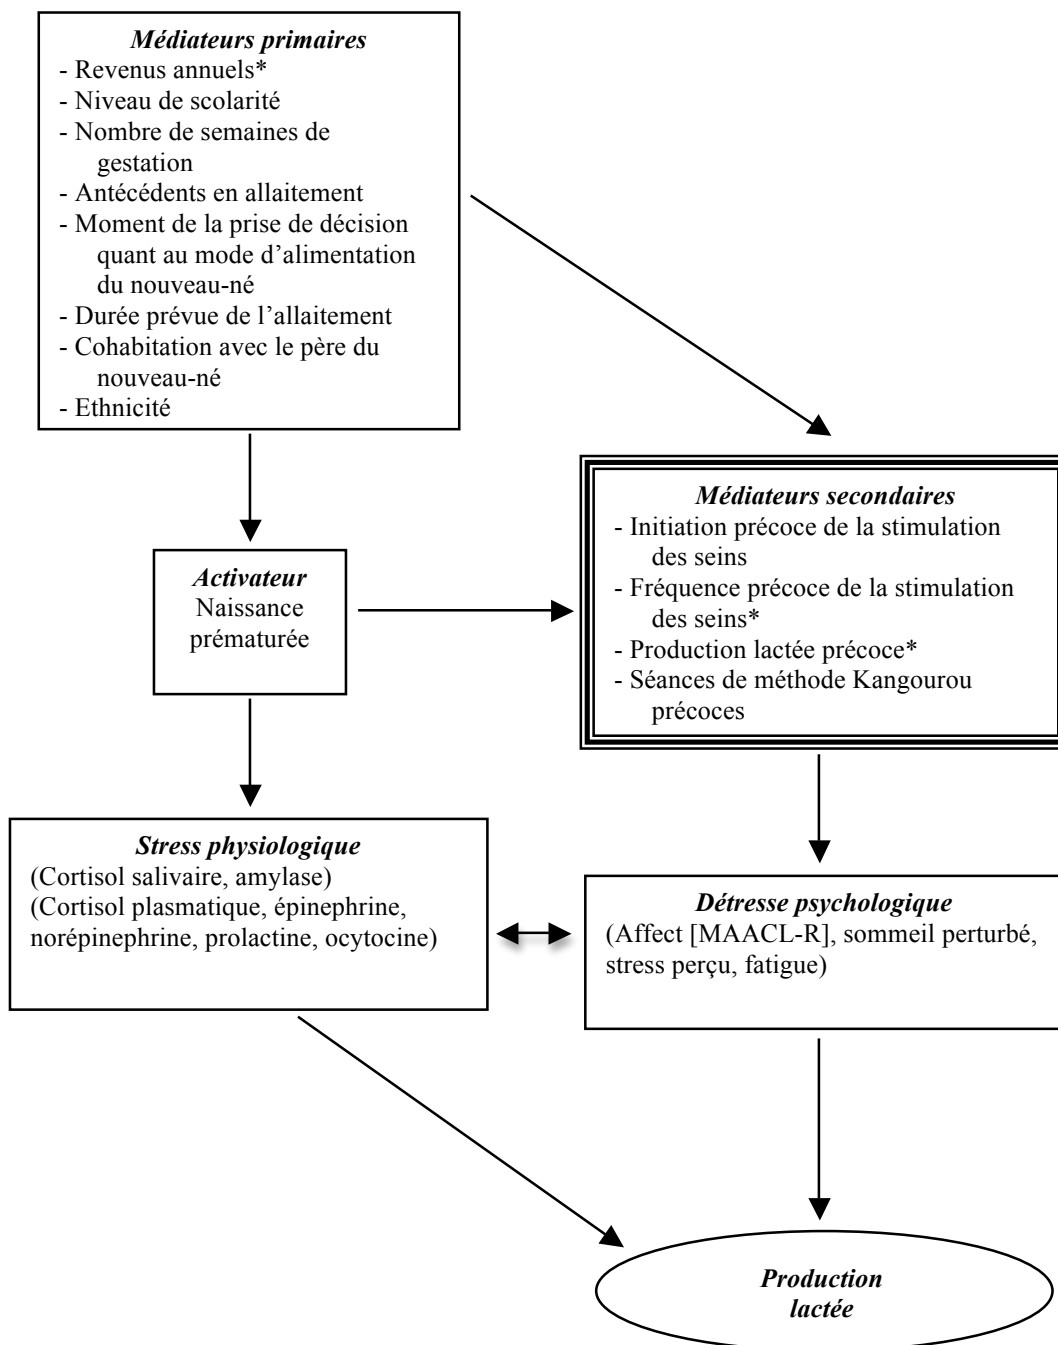 Médiateurs primaires
- Revenus annuels*
- Niveau de scolarité
- Nombre de semaines de
gestation
- Antécédents en allaitement
- Moment de la prise de décision
quant au mode d’alimentation
du nouveau-né
- Durée prévue de l’allaitement
- Cohabitation avec le père du
nouveau-né
- Ethnicité
Médiateurs secondaires
- Initiation précoce de la stimulation
des seins
- Fréquence précoce de la stimulation
des seins*
- Production lactée précoce*
- Séances de méthode Kangourou
précoces
Activateur
Naissance
prématurée
Stress physiologique
(Cortisol salivaire, amylase)
(Cortisol plasmatique, épinephrine,
norépinephrine, prolactine, ocytocine)
Détresse psychologique
(Affect [MAACL-R], sommeil perturbé,
stress perçu, fatigue)
Production
lactée